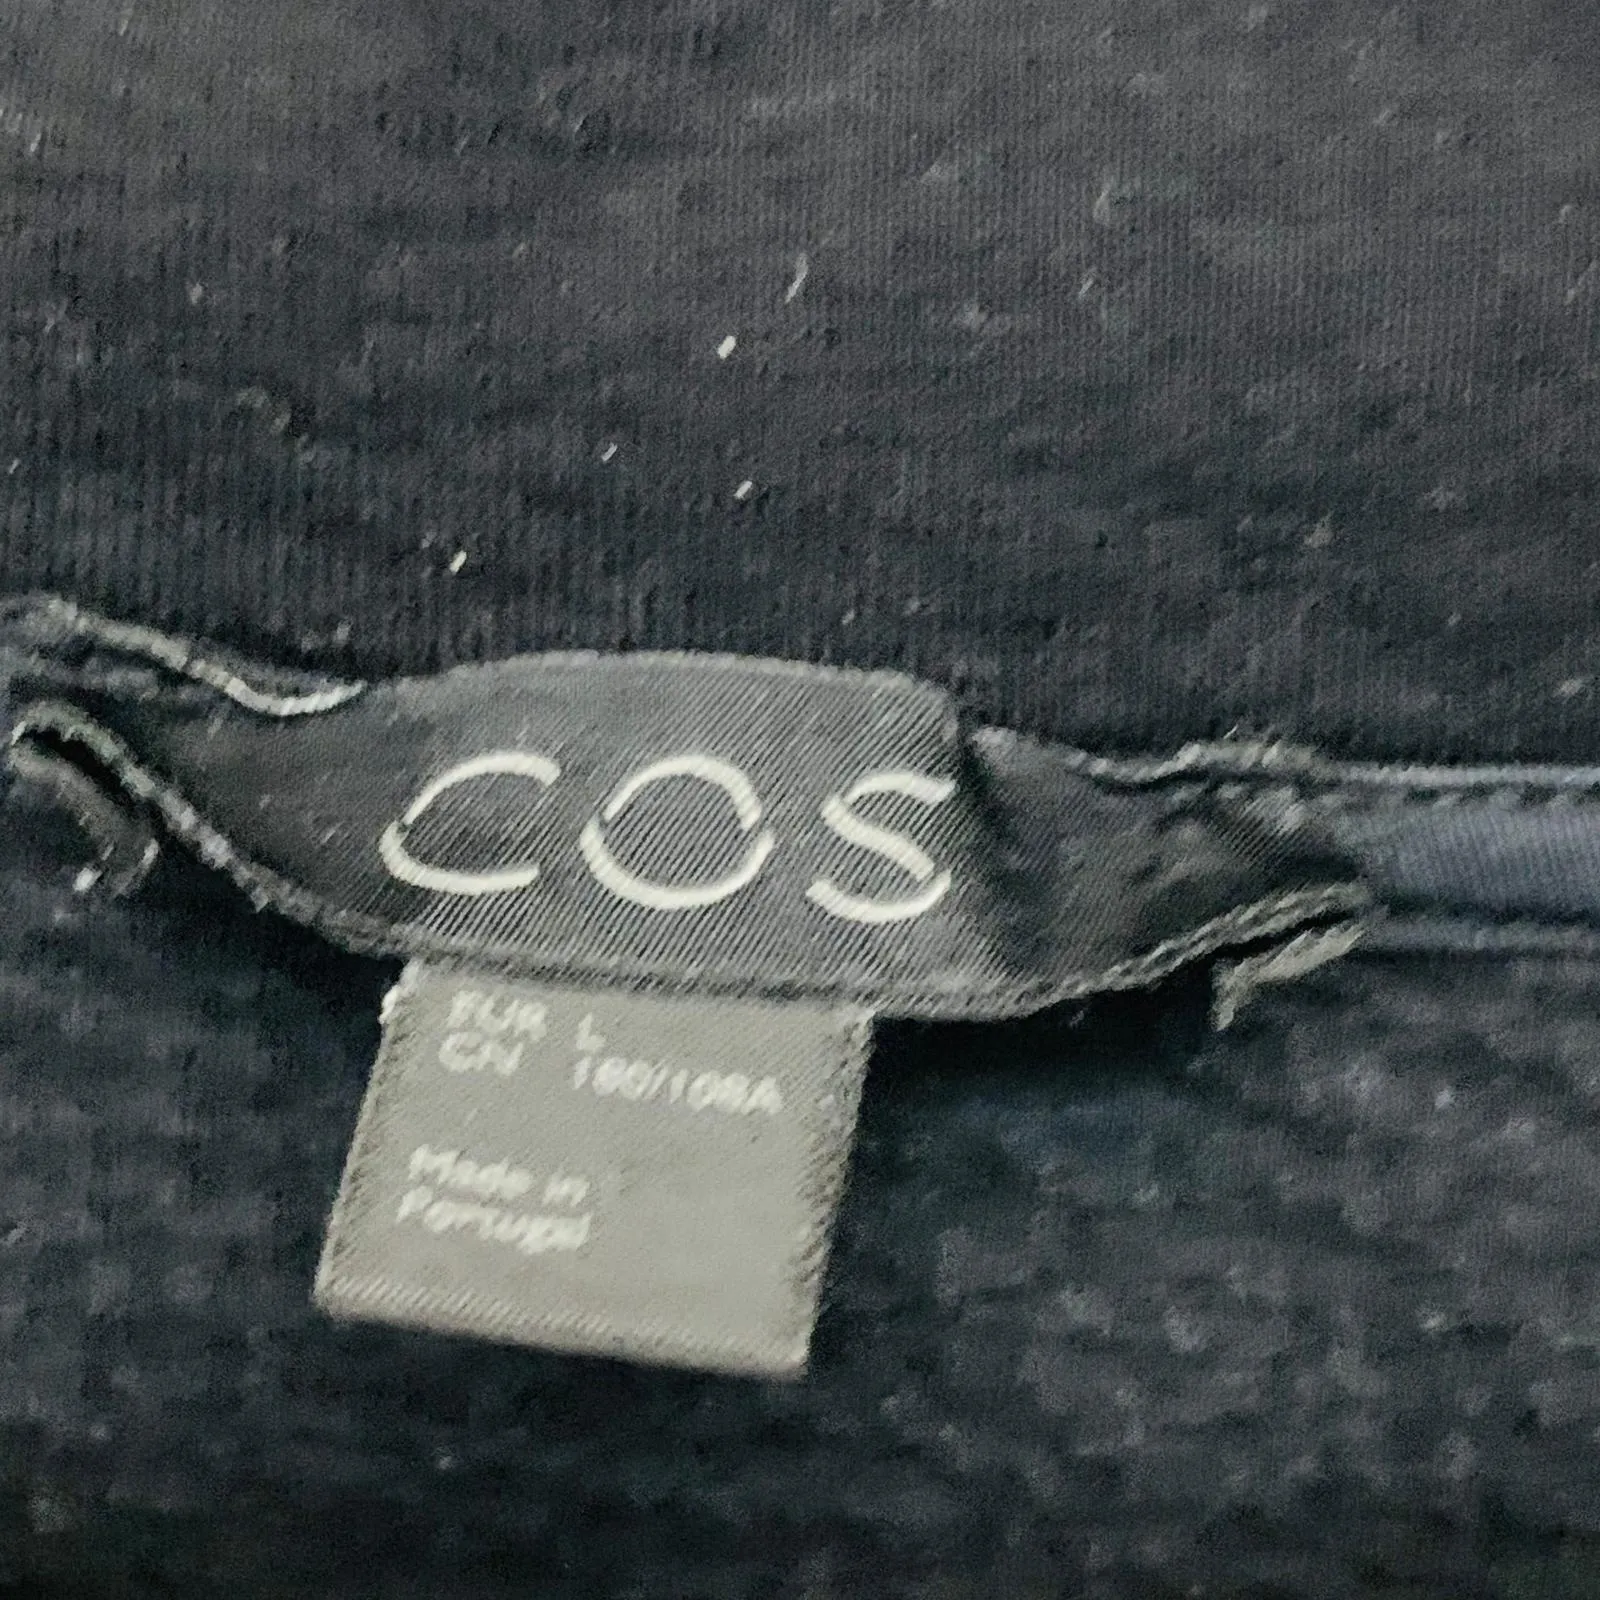 COS
EUR L
CN 180/108A
Made in
Portugal